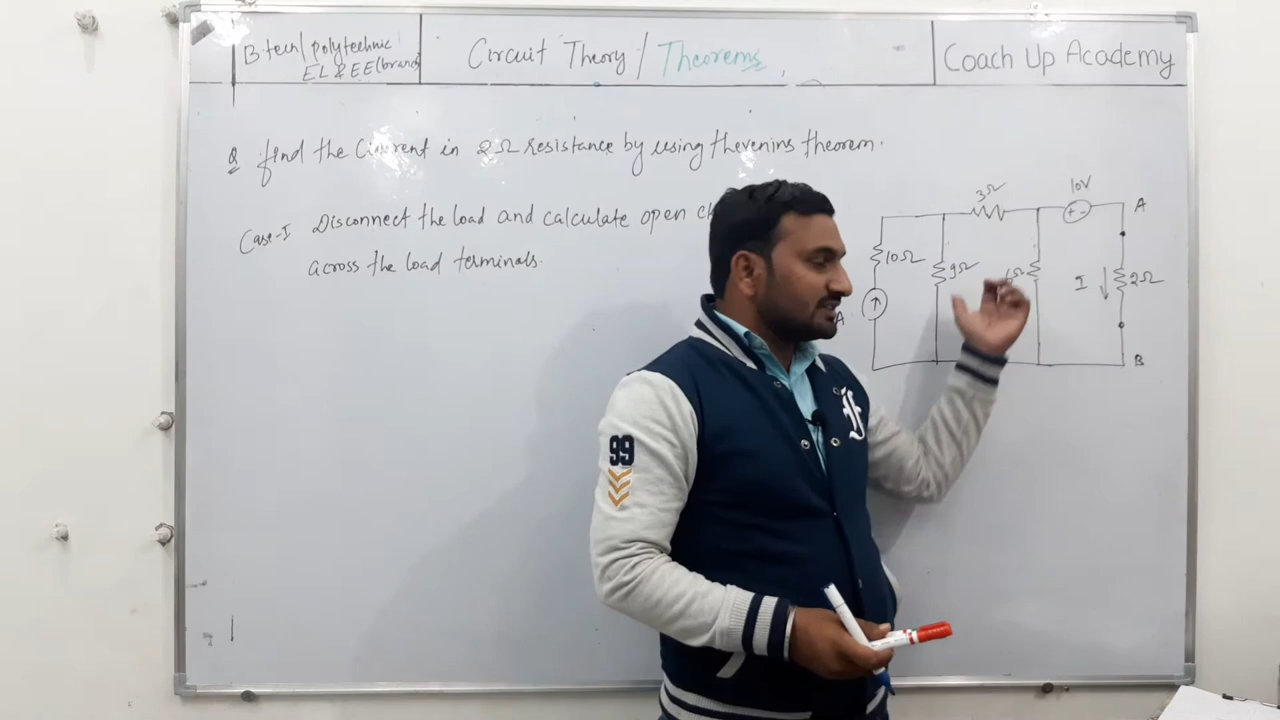 B.tech/polytechnic
EL & EE(branch)
Circuit Theory / Theorems
Coach Up Academy
Q find the Current in 2Ω resistance by using thevenins theorem.
Case-I Disconnect the load and calculate open
across the load terminals.
3Ω
10V
+ -
A
10Ω
9Ω
I
2Ω
A
B
99